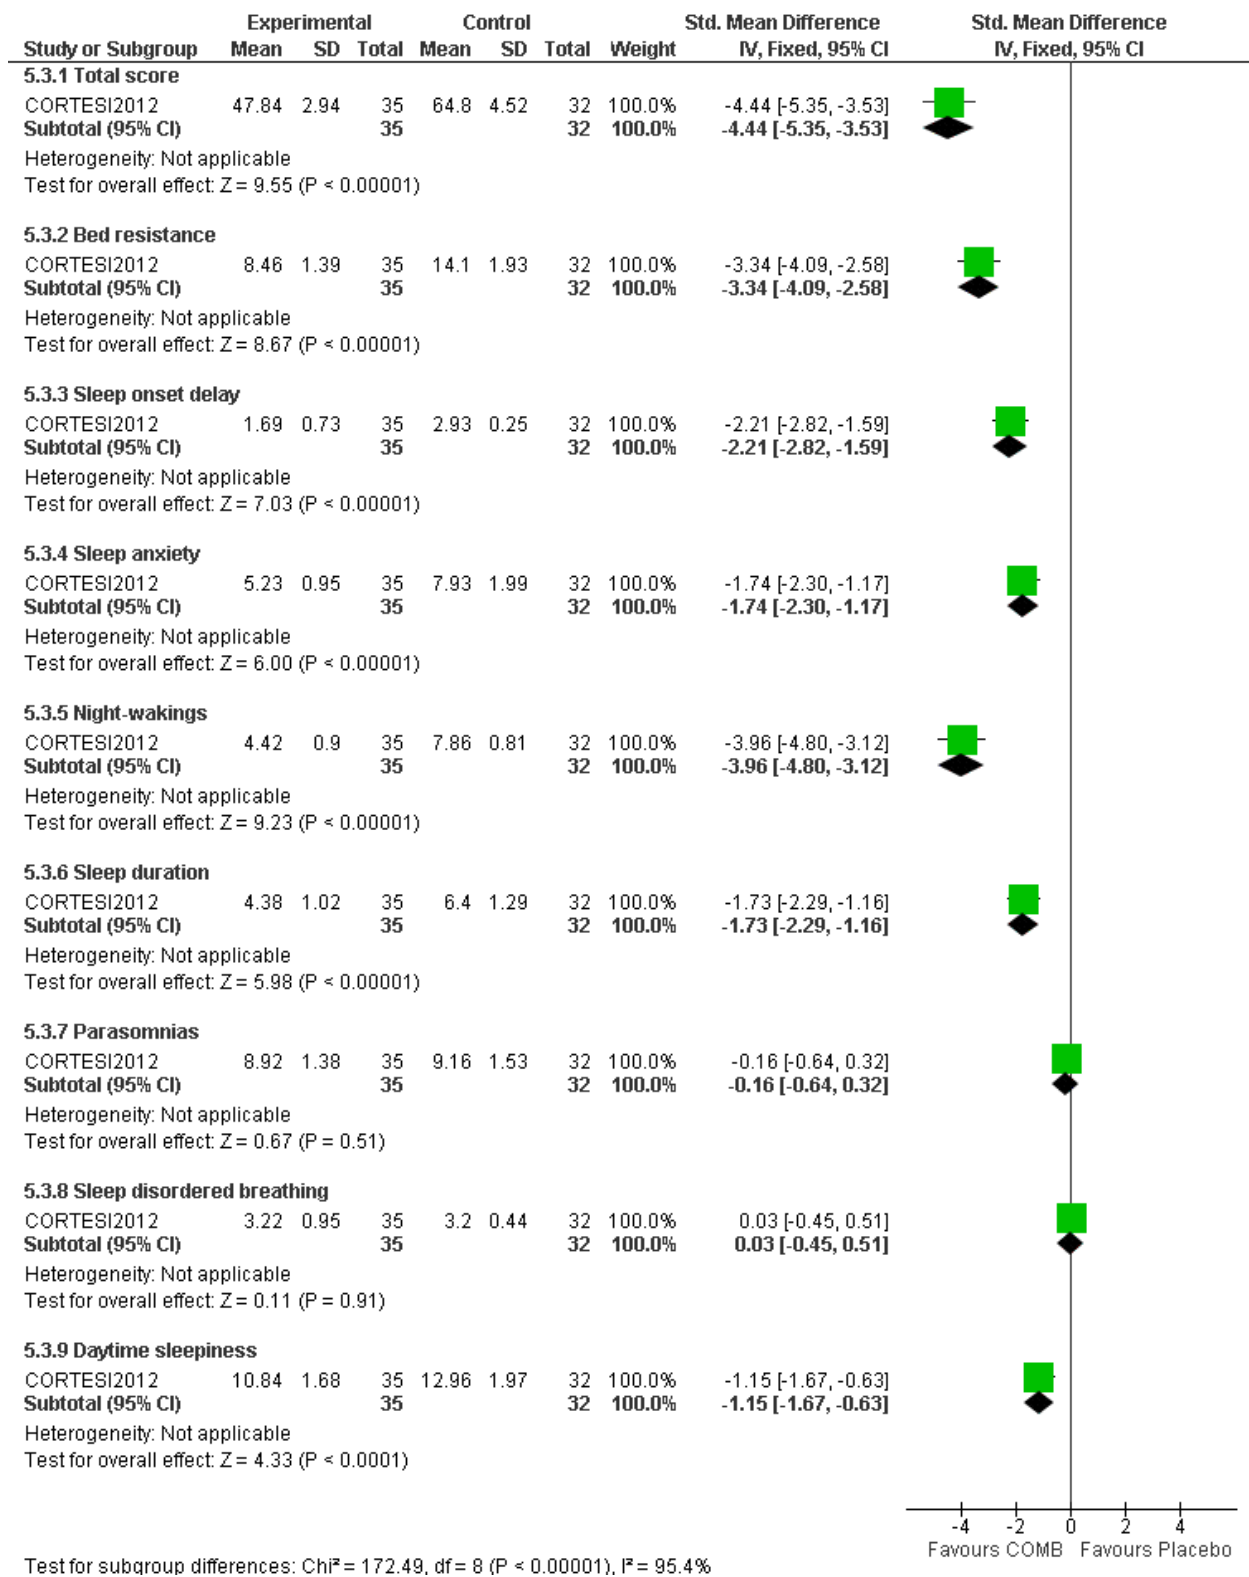 Experimental Control Std. Mean Difference Std. Mean Difference
Study or Subgroup Mean SD Total Mean SD Total Weight IV, Fixed, 95% CI IV, Fixed, 95% CI
5.3.1 Total score
CORTESI2012 47.84 2.94 35 64.8 4.52 32 100.0% -4.44 [-5.35, -3.53]
Subtotal (95% CI) 35 32 100.0% -4.44 [-5.35, -3.53]
Heterogeneity: Not applicable
Test for overall effect: Z = 9.55 (P < 0.00001)
5.3.2 Bed resistance
CORTESI2012 8.46 1.39 35 14.1 1.93 32 100.0% -3.34 [-4.09, -2.58]
Subtotal (95% CI) 35 32 100.0% -3.34 [-4.09, -2.58]
Heterogeneity: Not applicable
Test for overall effect: Z = 8.67 (P < 0.00001)
5.3.3 Sleep onset delay
CORTESI2012 1.69 0.73 35 2.93 0.25 32 100.0% -2.21 [-2.82, -1.59]
Subtotal (95% CI) 35 32 100.0% -2.21 [-2.82, -1.59]
Heterogeneity: Not applicable
Test for overall effect: Z = 7.03 (P < 0.00001)
5.3.4 Sleep anxiety
CORTESI2012 5.23 0.95 35 7.93 1.99 32 100.0% -1.74 [-2.30, -1.17]
Subtotal (95% CI) 35 32 100.0% -1.74 [-2.30, -1.17]
Heterogeneity: Not applicable
Test for overall effect: Z = 6.00 (P < 0.00001)
5.3.5 Night-wakings
CORTESI2012 4.42 0.9 35 7.86 0.81 32 100.0% -3.96 [-4.80, -3.12]
Subtotal (95% CI) 35 32 100.0% -3.96 [-4.80, -3.12]
Heterogeneity: Not applicable
Test for overall effect: Z = 9.23 (P < 0.00001)
5.3.6 Sleep duration
CORTESI2012 4.38 1.02 35 6.4 1.29 32 100.0% -1.73 [-2.29, -1.16]
Subtotal (95% CI) 35 32 100.0% -1.73 [-2.29, -1.16]
Heterogeneity: Not applicable
Test for overall effect: Z = 5.98 (P < 0.00001)
5.3.7 Parasomnias
CORTESI2012 8.92 1.38 35 9.16 1.53 32 100.0% -0.16 [-0.64, 0.32]
Subtotal (95% CI) 35 32 100.0% -0.16 [-0.64, 0.32]
Heterogeneity: Not applicable
Test for overall effect: Z = 0.67 (P = 0.51)
5.3.8 Sleep disordered breathing
CORTESI2012 3.22 0.95 35 3.2 0.44 32 100.0% 0.03 [-0.45, 0.51]
Subtotal (95% CI) 35 32 100.0% 0.03 [-0.45, 0.51]
Heterogeneity: Not applicable
Test for overall effect: Z = 0.11 (P = 0.91)
5.3.9 Daytime sleepiness
CORTESI2012 10.84 1.68 35 12.96 1.97 32 100.0% -1.15 [-1.67, -0.63]
Subtotal (95% CI) 35 32 100.0% -1.15 [-1.67, -0.63]
Heterogeneity: Not applicable
Test for overall effect: Z = 4.33 (P < 0.0001)
-4 -2 0 2 4
Favours COMB Favours Placebo
Test for subgroup differences: Chi² = 172.49, df = 8 (P < 0.00001), I² = 95.4%